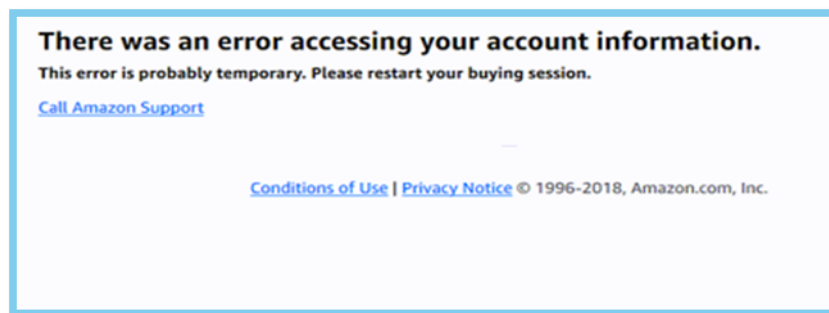 There was an error accessing your account information.
This error is probably temporary. Please restart your buying session.
Call Amazon Support
Conditions of Use | Privacy Notice © 1996-2018, Amazon.com, Inc.